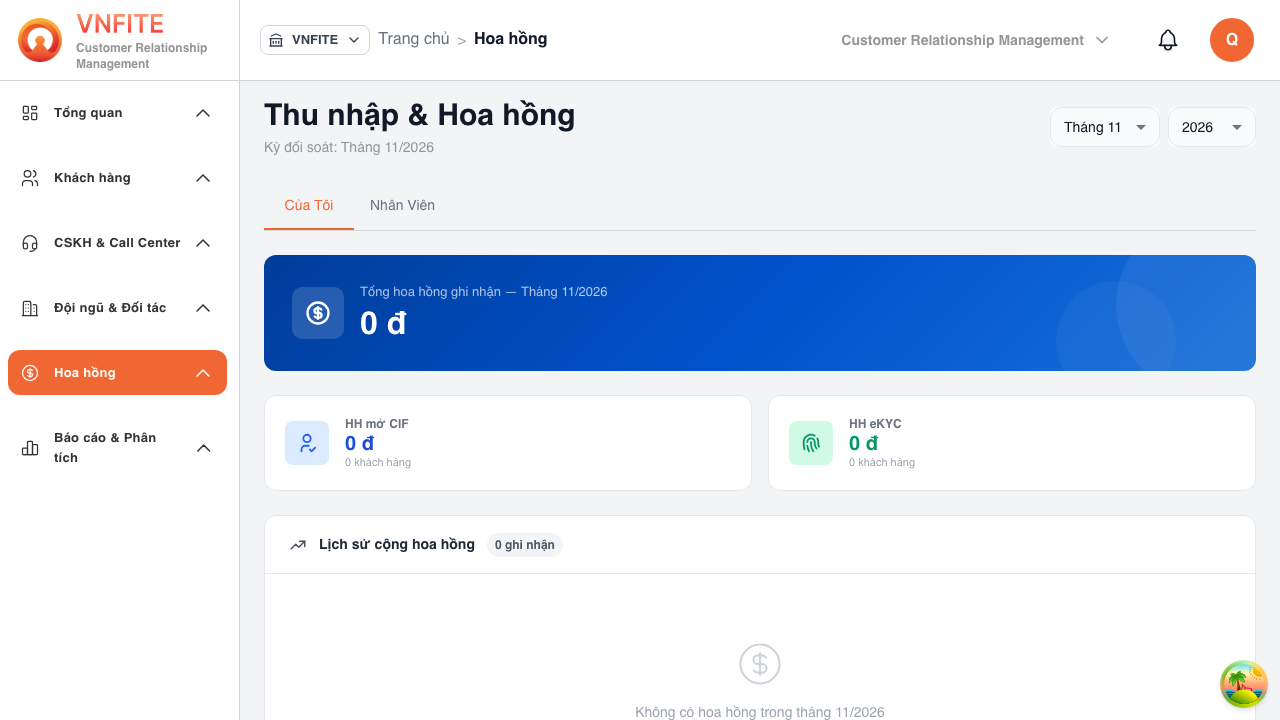 VNFITE
Customer Relationship
Management
VNFITE
Trang chủ > Hoa hồng
Customer Relationship Management
Q
Tổng quan
Khách hàng
CSKH & Call Center
Đội ngũ & Đối tác
Hoa hồng
Báo cáo & Phân
tích
Thu nhập & Hoa hồng
Kỳ đối soát: Tháng 11/2026
Tháng 11
2026
Của Tôi
Nhân Viên
Tổng hoa hồng ghi nhận — Tháng 11/2026
0 đ
HH mở CIF
0 đ
0 khách hàng
HH eKYC
0 đ
0 khách hàng
Lịch sử cộng hoa hồng
0 ghi nhận
Không có hoa hồng trong tháng 11/2026